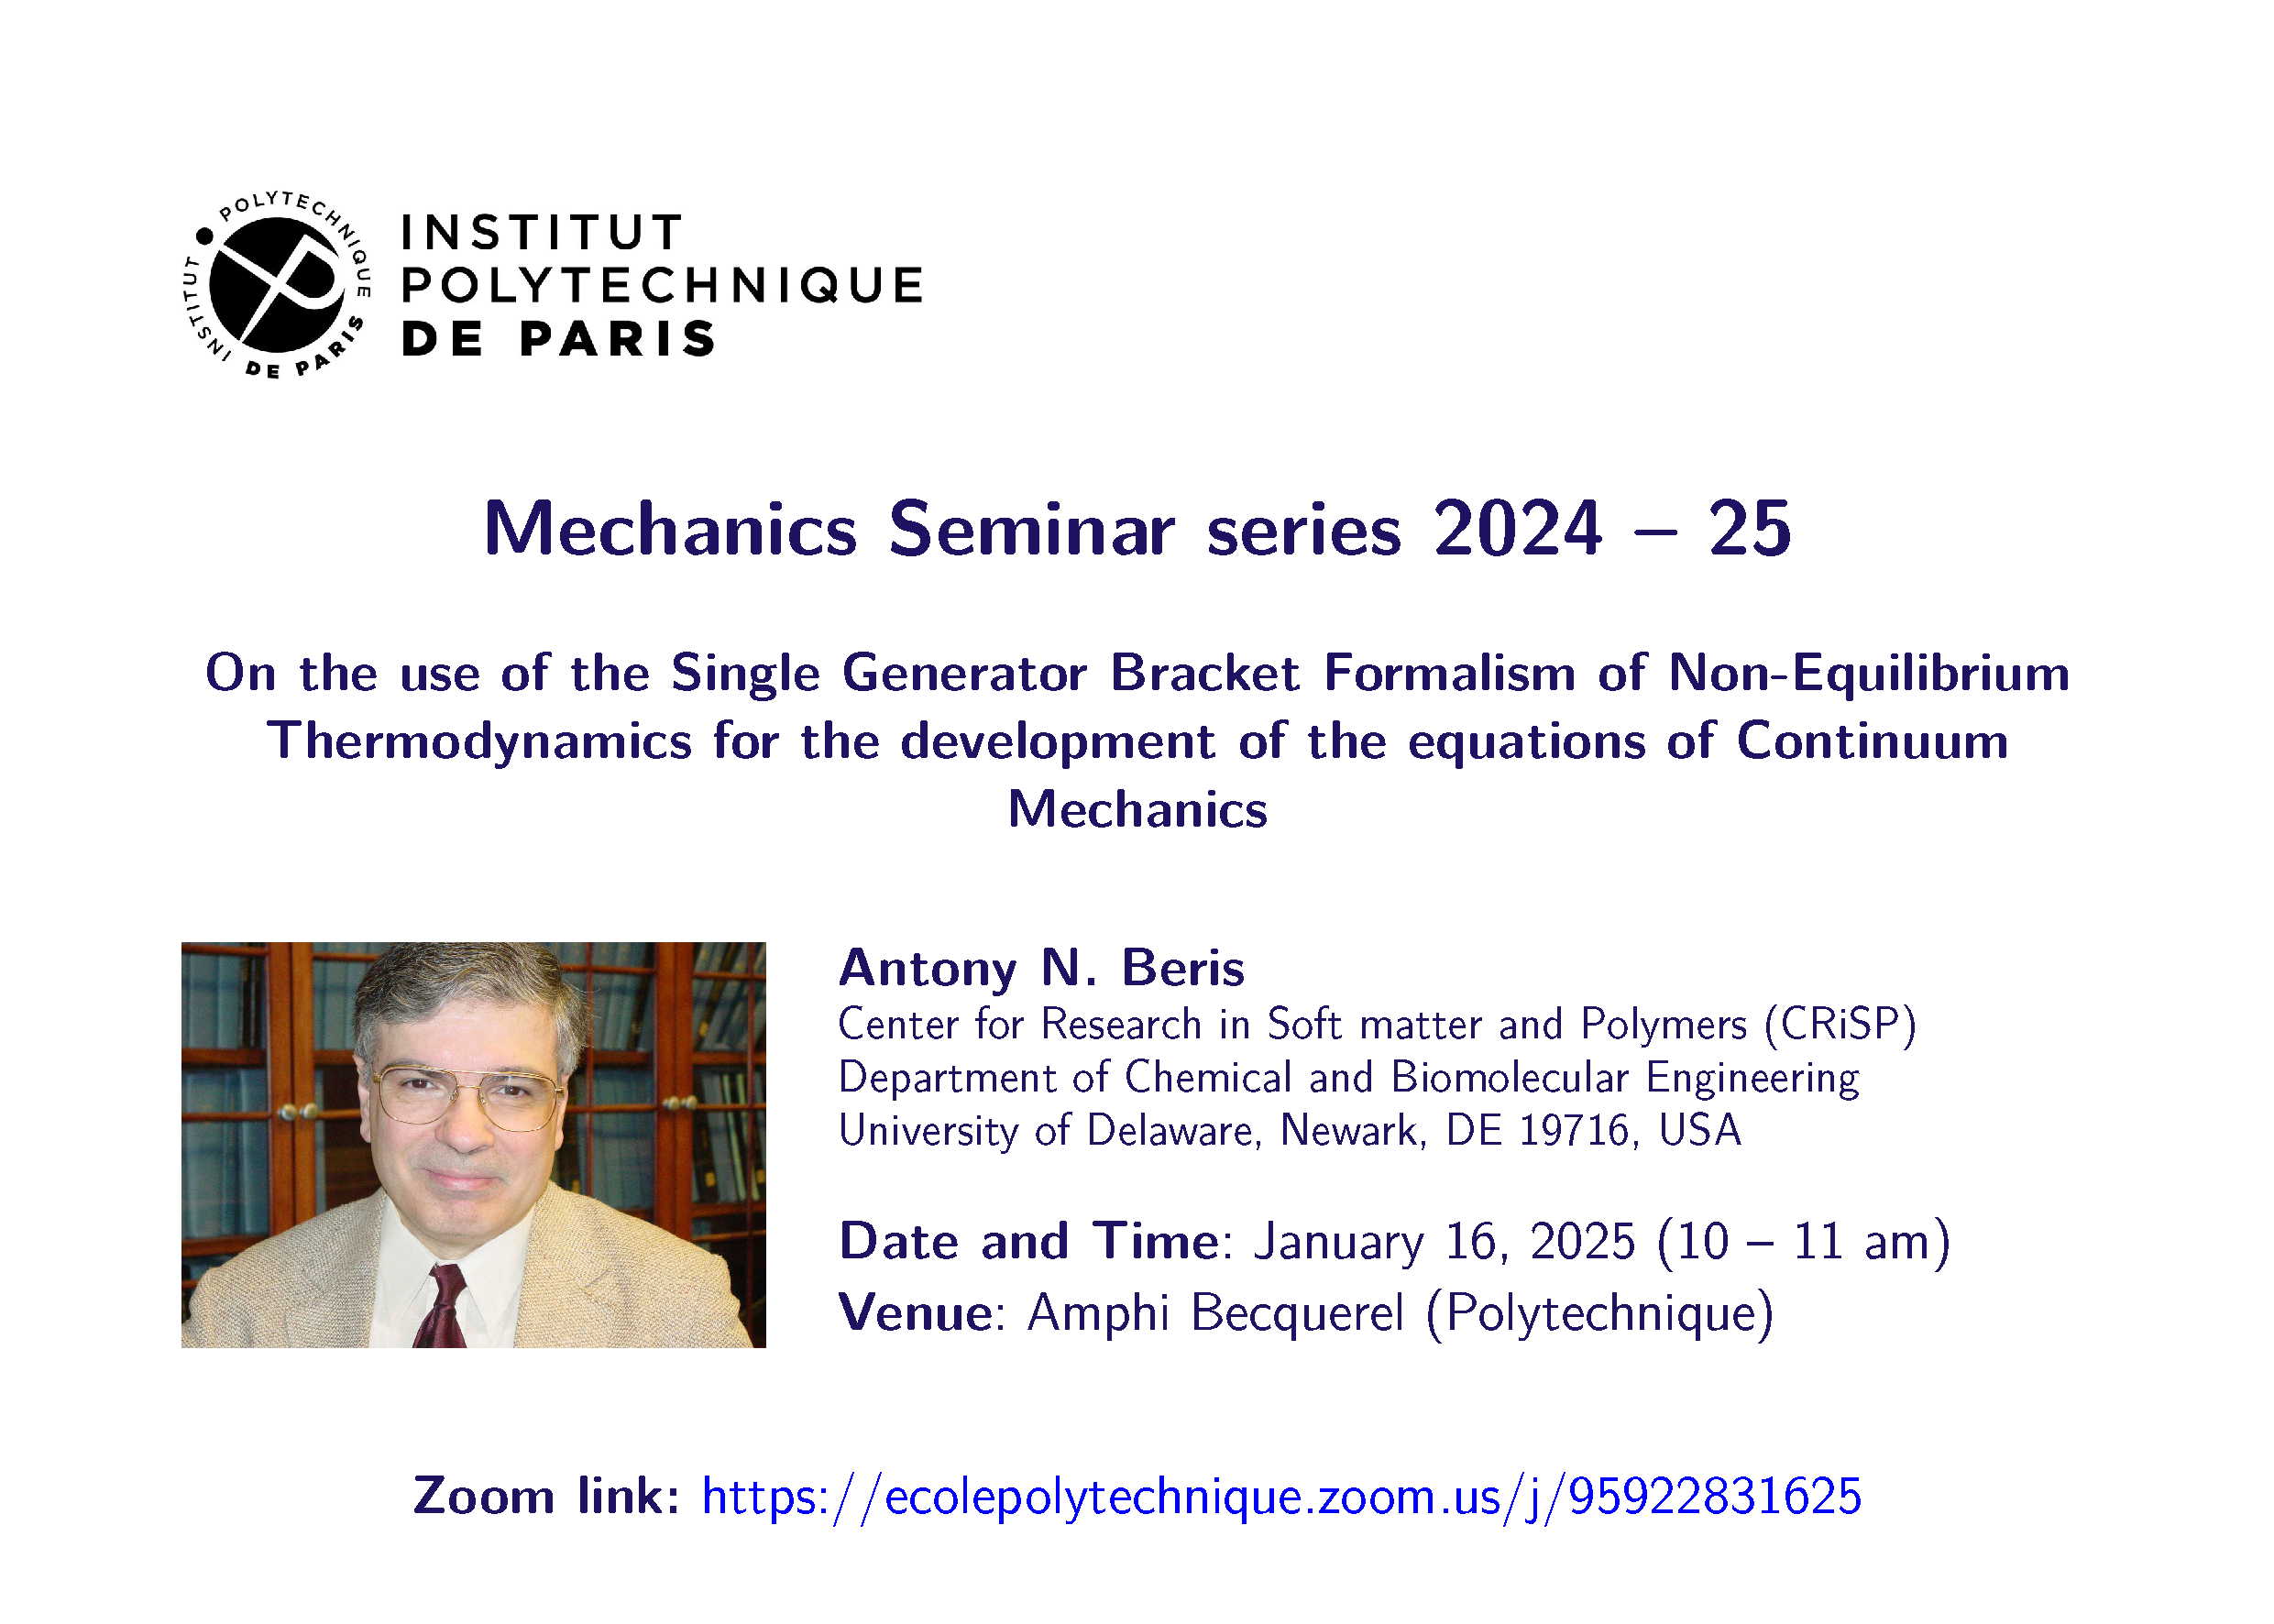 INSTITUT POLYTECHNIQUE DE PARIS
INSTITUT
POLYTECHNIQUE
DE PARIS
Mechanics Seminar series 2024 – 25
On the use of the Single Generator Bracket Formalism of Non-Equilibrium
Thermodynamics for the development of the equations of Continuum
Mechanics
Antony N. Beris
Center for Research in Soft matter and Polymers (CRiSP)
Department of Chemical and Biomolecular Engineering
University of Delaware, Newark, DE 19716, USA
Date and Time: January 16, 2025 (10 – 11 am)
Venue: Amphi Becquerel (Polytechnique)
Zoom link: https://ecolepolytechnique.zoom.us/j/95922831625